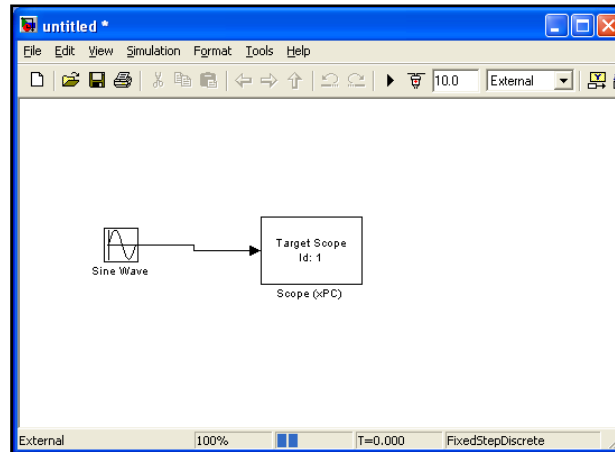 untitled *
File Edit View Simulation Format Tools Help
10.0 External
Target Scope
Id: 1
Sine Wave
Scope (xPC)
External 100% T=0.000 FixedStepDiscrete